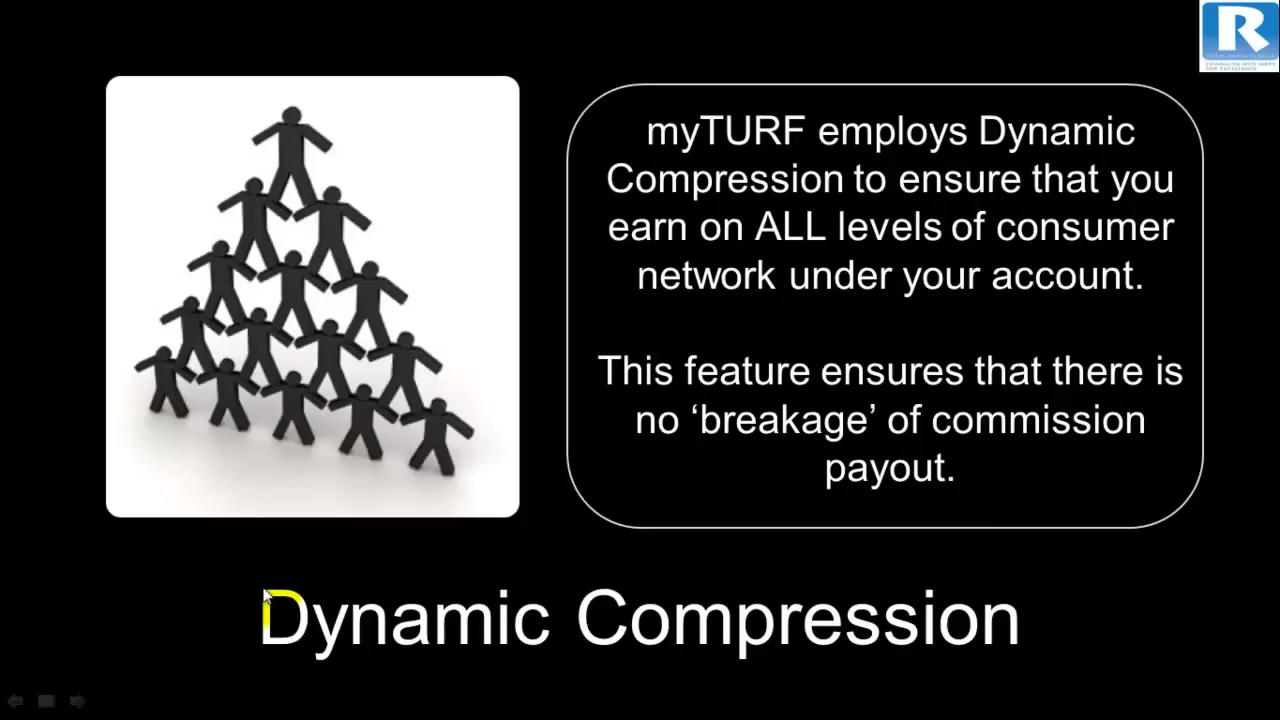 R
myTURF employs Dynamic
Compression to ensure that you
earn on ALL levels of consumer
network under your account.
This feature ensures that there is
no ‘breakage’ of commission
payout.
Dynamic Compression